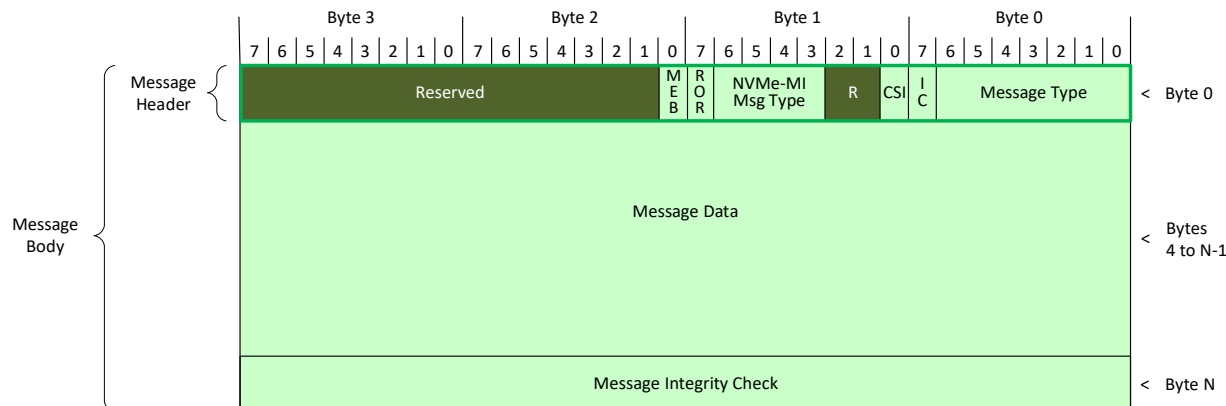 Byte 3 Byte 2 Byte 1 Byte 0
7 6 5 4 3 2 1 0 7 6 5 4 3 2 1 0 7 6 5 4 3 2 1 0 7 6 5 4 3 2 1 0
Message
Header
Reserved
MEB
ROR
NVMe-MI
Msg Type
R
CSI
IC
Message Type
< Byte 0
Message
Body
Message Data
< Bytes
4 to N-1
Message Integrity Check
< Byte N